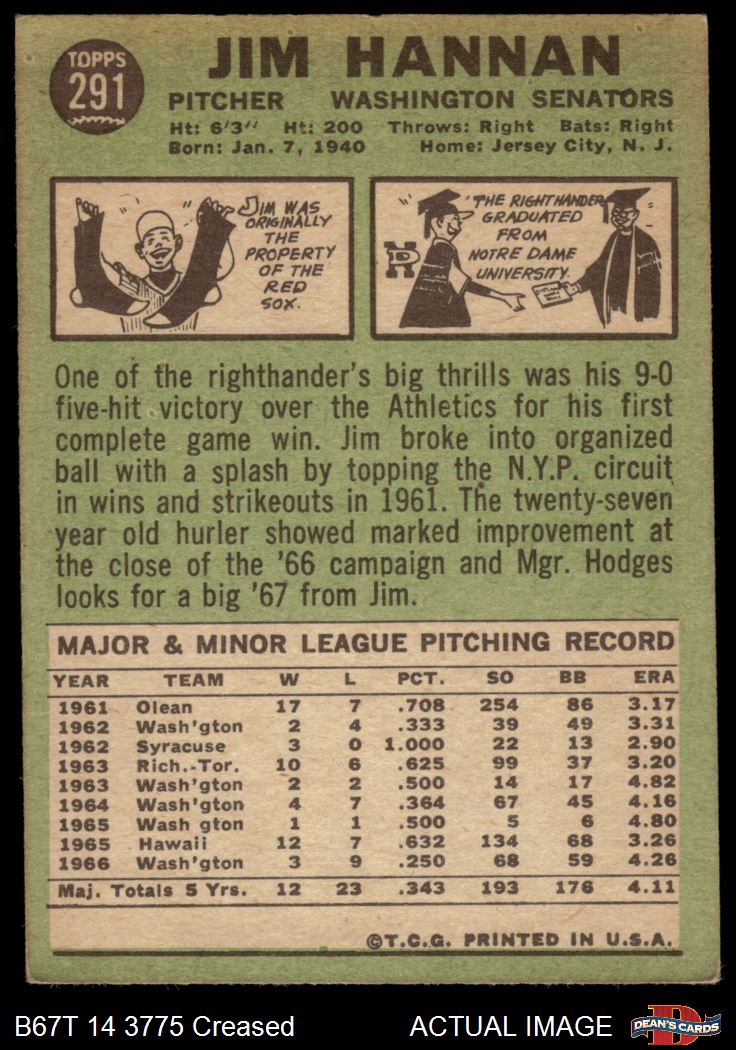 TOPPS
291
JIM HANNAN
PITCHER WASHINGTON SENATORS
Ht: 6'3" Ht: 200 Throws: Right Bats: Right
Born: Jan. 7, 1940 Home: Jersey City, N. J.
JIM WAS
ORIGINALLY
THE
PROPERTY
OF THE
RED
SOX.
"THE RIGHTHANDER
GRADUATED
FROM
NOTRE DAME
UNIVERSITY.
One of the righthander's big thrills was his 9-0
five-hit victory over the Athletics for his first
complete game win. Jim broke into organized
ball with a splash by topping the N.Y.P. circuit
in wins and strikeouts in 1961. The twenty-seven
year old hurler showed marked improvement at
the close of the '66 campaign and Mgr. Hodges
looks for a big '67 from Jim.
MAJOR & MINOR LEAGUE PITCHING RECORD
YEAR TEAM W L PCT. SO BB ERA
1961 Olean 17 7 .708 254 86 3.17
1962 Wash'gton 2 4 .333 39 49 3.31
1962 Syracuse 3 0 1.000 22 13 2.90
1963 Rich.-Tor. 10 6 .625 99 37 3.20
1963 Wash'gton 2 2 .500 14 17 4.82
1964 Wash'gton 4 7 .364 67 45 4.16
1965 Wash gton 1 1 .500 5 6 4.80
1965 Hawaii 12 7 .632 134 68 3.26
1966 Wash'gton 3 9 .250 68 59 4.26
Maj. Totals 5 Yrs. 12 23 .343 193 176 4.11
©T.C.G. PRINTED IN U.S.A.
B67T 14 3775 Creased ACTUAL IMAGE
D
DEAN'S CARDS